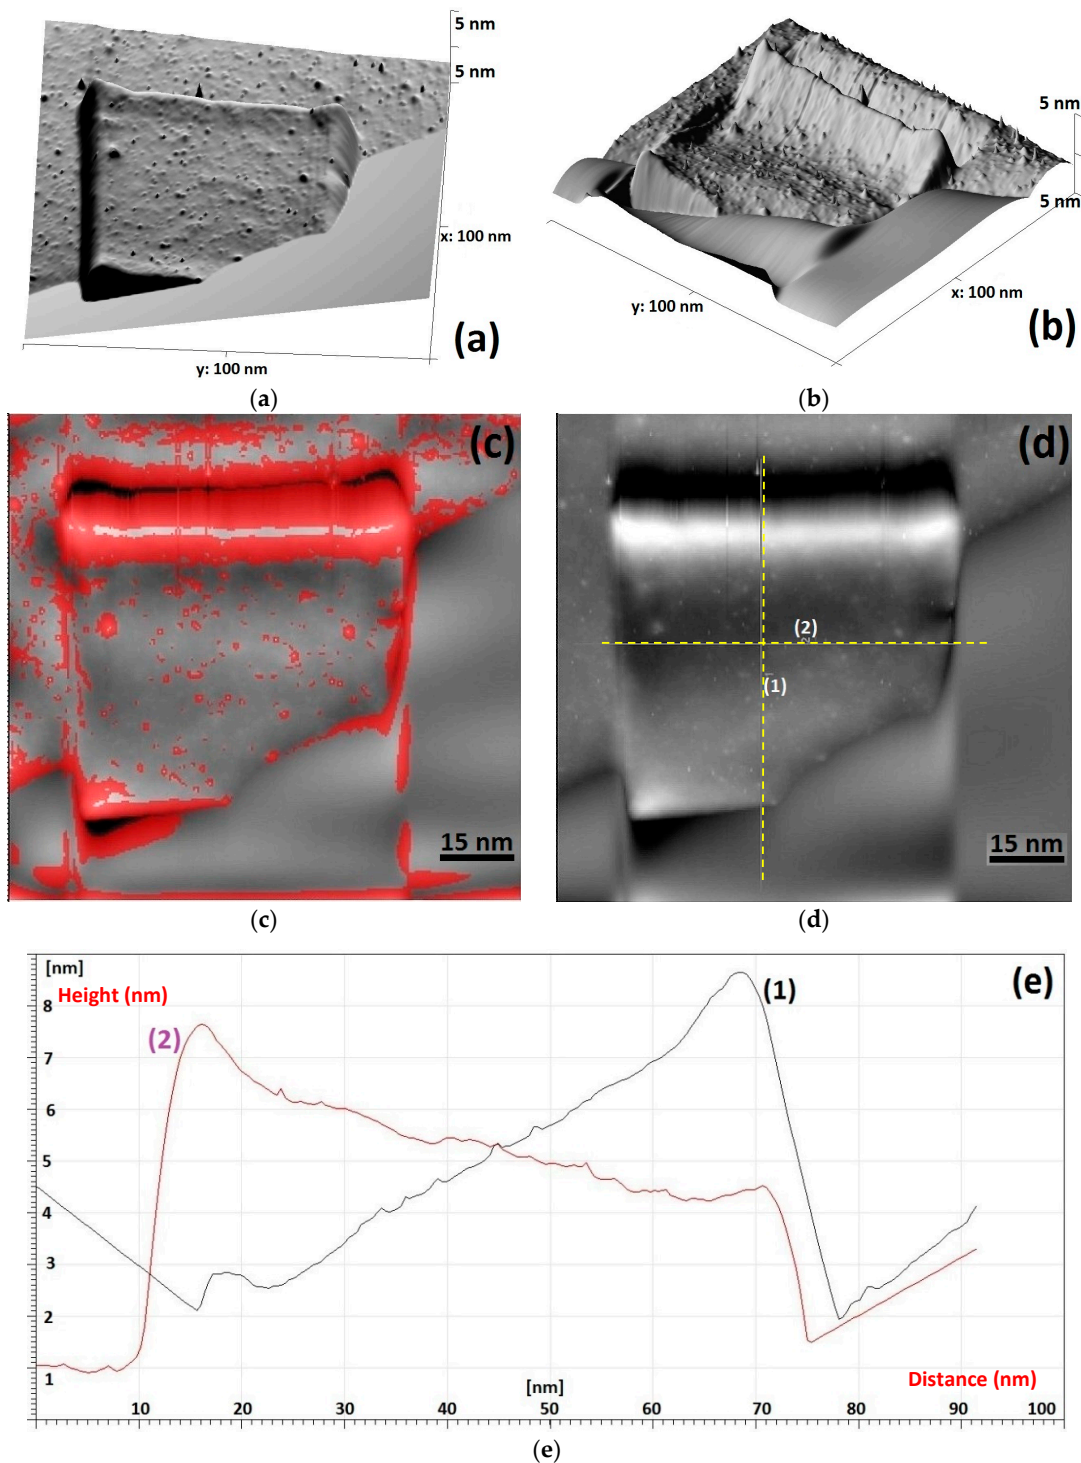 5 nm
5 nm
x: 100 nm
y: 100 nm
(a)
5 nm
5 nm
x: 100 nm
y: 100 nm
(b)
(a)
(b)
(c)
15 nm
(d)
(2)
(1)
15 nm
(c)
(d)
[nm]
Height (nm)
(2)
(1)
(e)
8
7
6
5
4
3
2
1
Distance (nm)
[nm]
10
20
30
40
50
60
70
80
90
100
(e)